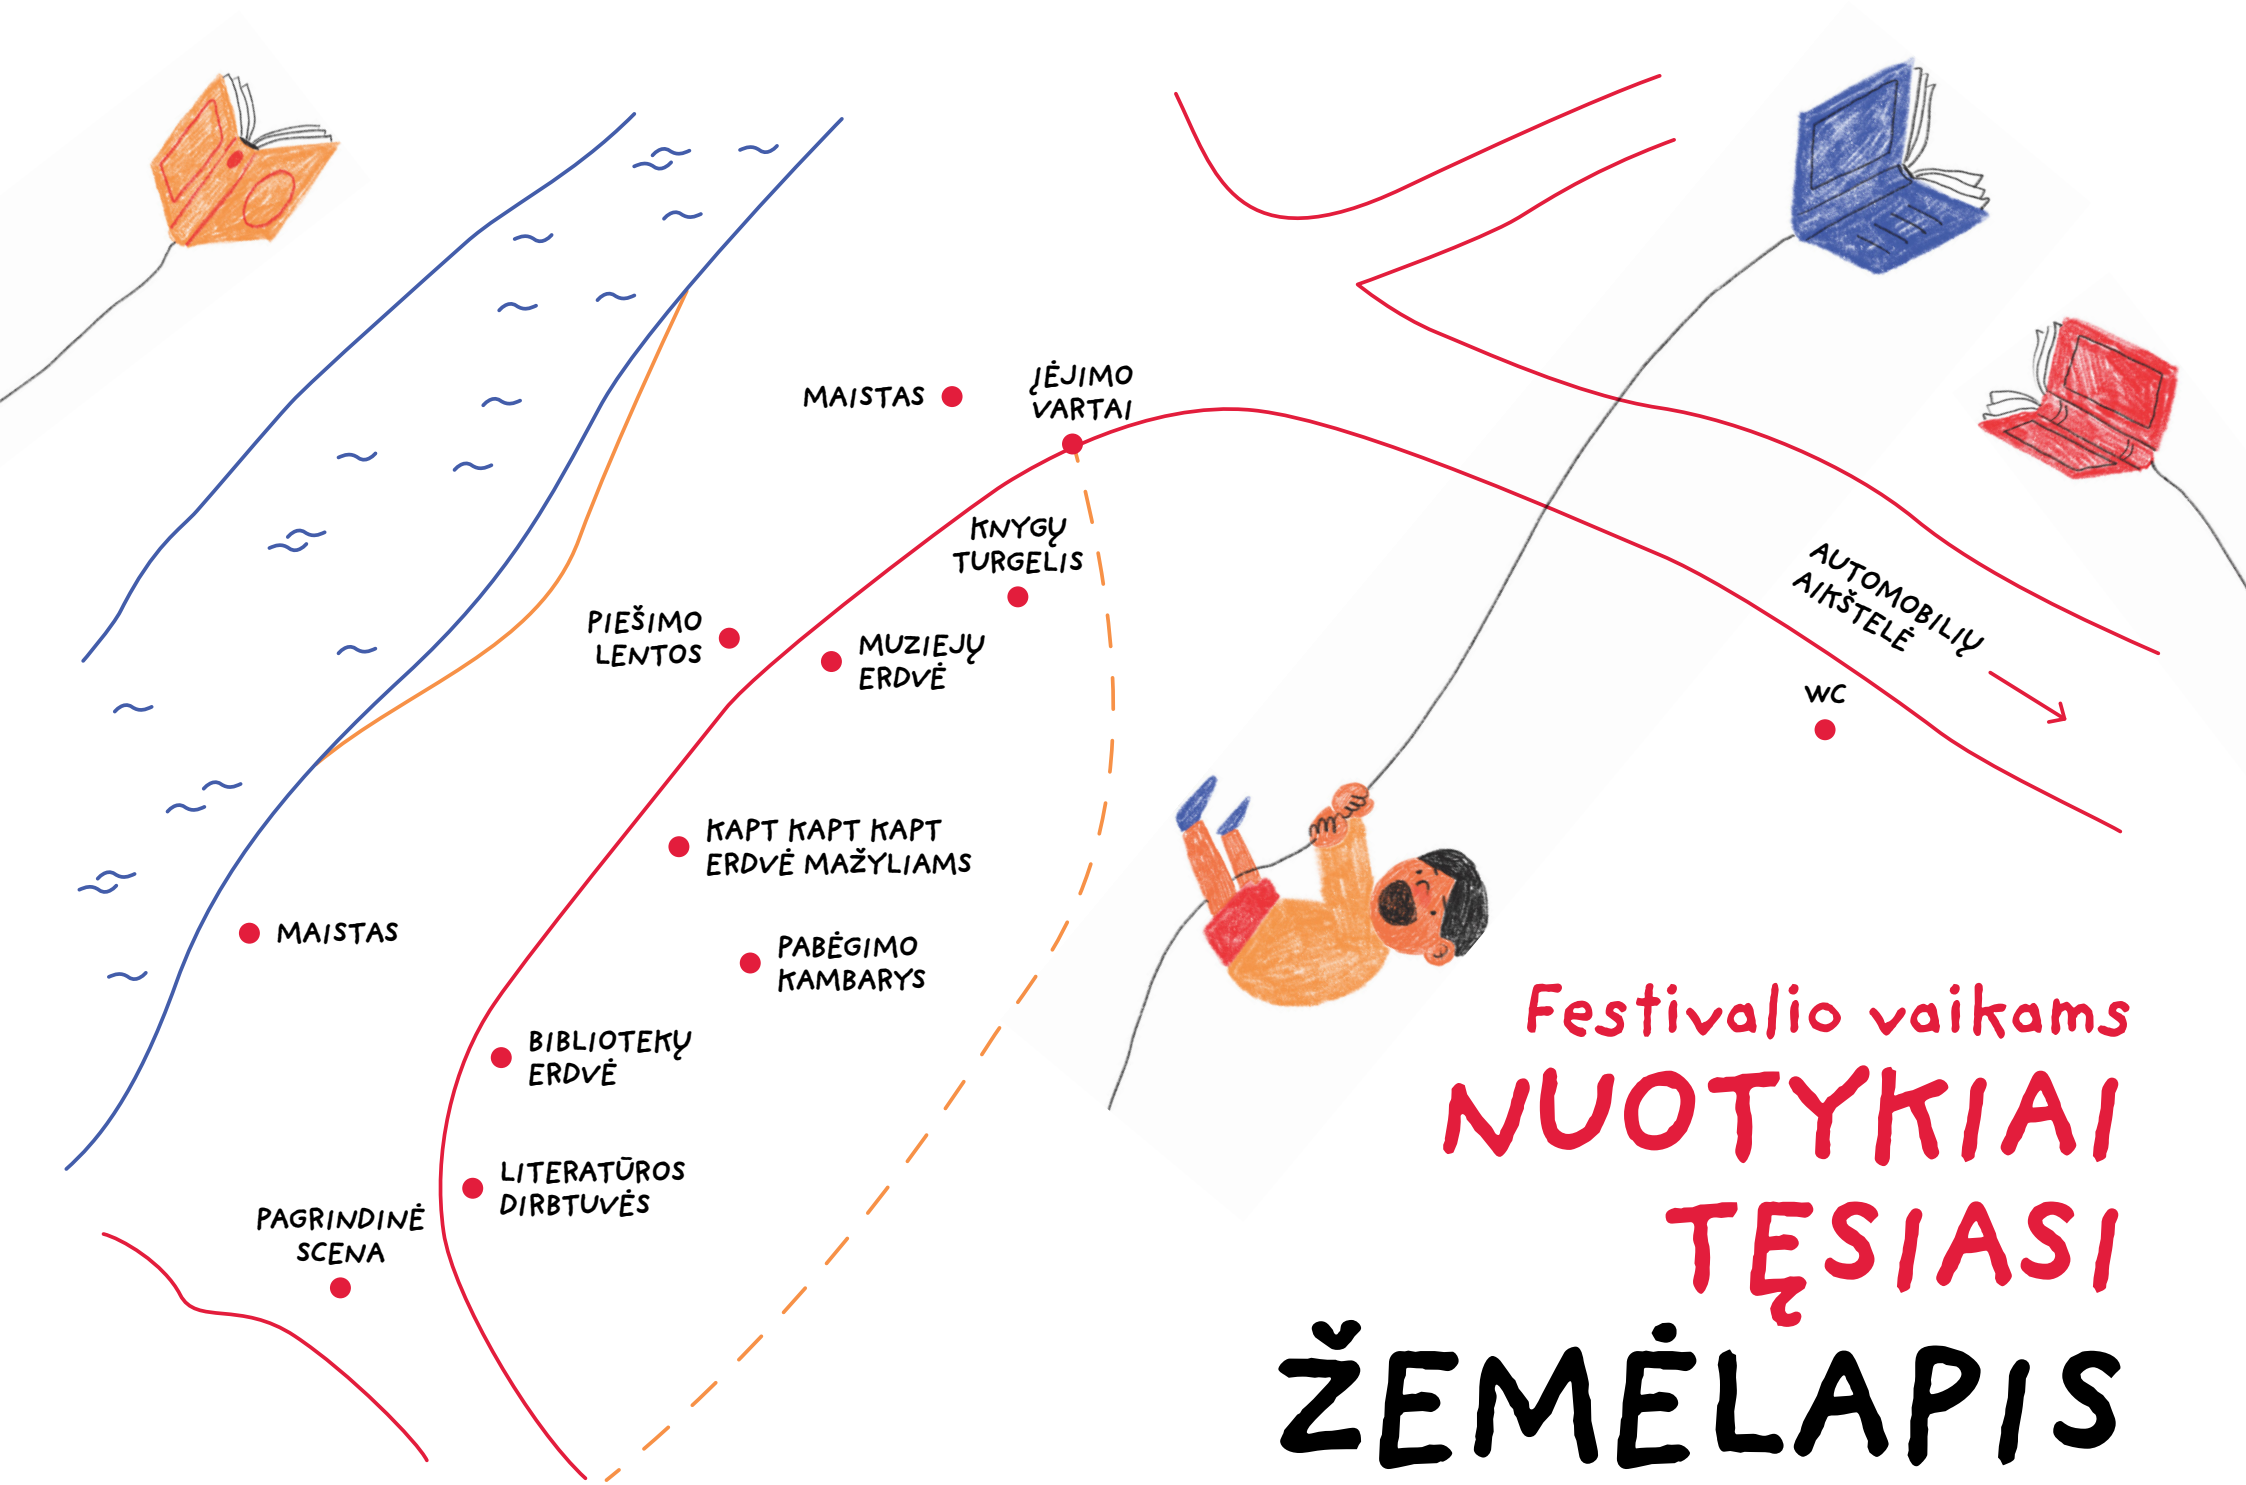 MAISTAS
ĮĖJIMO
VARTAI
KNYGŲ
TURGELIS
PIEŠIMO
LENTOS
MUZIEJŲ
ERDVĖ
AUTOMOBILIŲ
AIKŠTELĖ
WC
KAPT KAPT KAPT
ERDVĖ MAŽYLIAMS
MAISTAS
PABĖGIMO
KAMBARYS
BIBLIOTEKŲ
ERDVĖ
LITERATŪROS
DIRBTUVĖS
PAGRINDINĖ
SCENA
Festivalio vaikams
NUOTYKIAI
TĘSIASI
ŽEMĖLAPIS